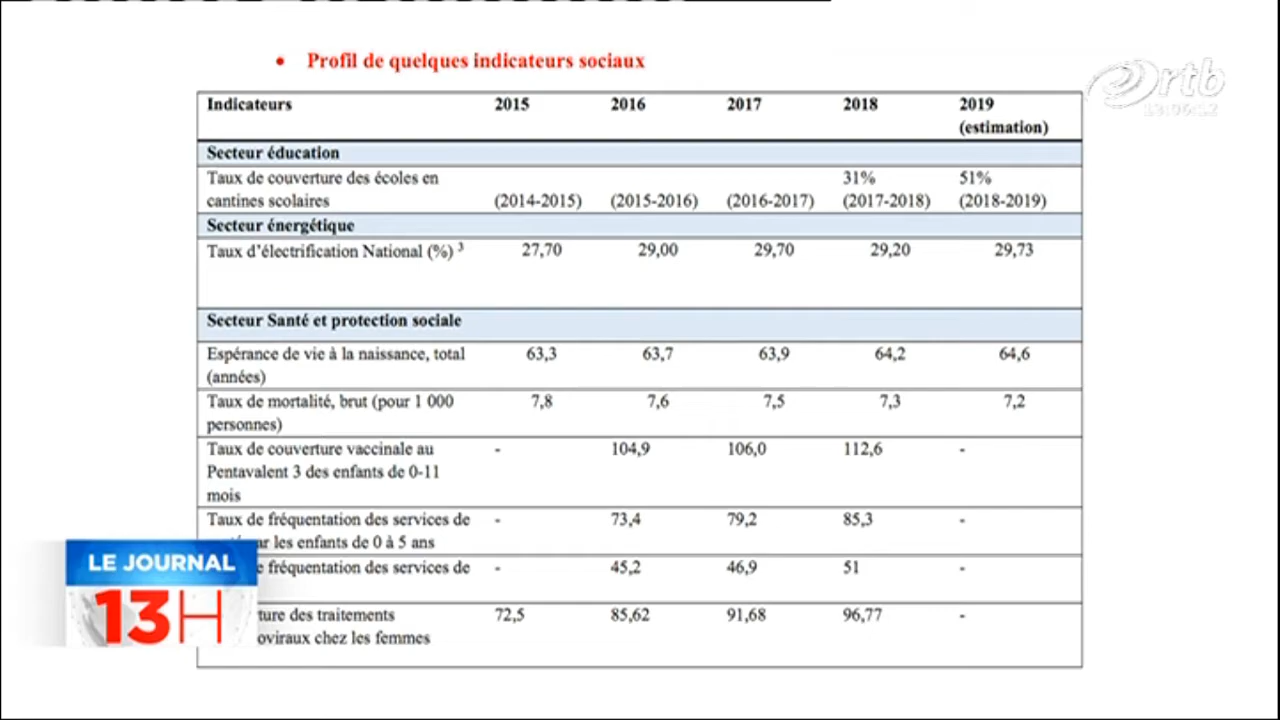 • Profil de quelques indicateurs sociaux
rtb
Indicateurs 2015 2016 2017 2018 2019
(estimation)
Secteur éducation
Taux de couverture des écoles en 31% 51%
cantines scolaires (2014-2015) (2015-2016) (2016-2017) (2017-2018) (2018-2019)
Secteur énergétique
Taux d'électrification National (%) 3 27,70 29,00 29,70 29,20 29,73
Secteur Santé et protection sociale
Espérance de vie à la naissance, total 63,3 63,7 63,9 64,2 64,6
(années)
Taux de mortalité, brut (pour 1 000 7,8 7,6 7,5 7,3 7,2
personnes)
Taux de couverture vaccinale au - 104,9 106,0 112,6 -
Pentavalent 3 des enfants de 0-11
mois
Taux de fréquentation des services de - 73,4 79,2 85,3 -
les enfants de 0 à 5 ans
fréquentation des services de - 45,2 46,9 51 -
des traitements 72,5 85,62 91,68 96,77 -
chez les femmes
LE JOURNAL
13H